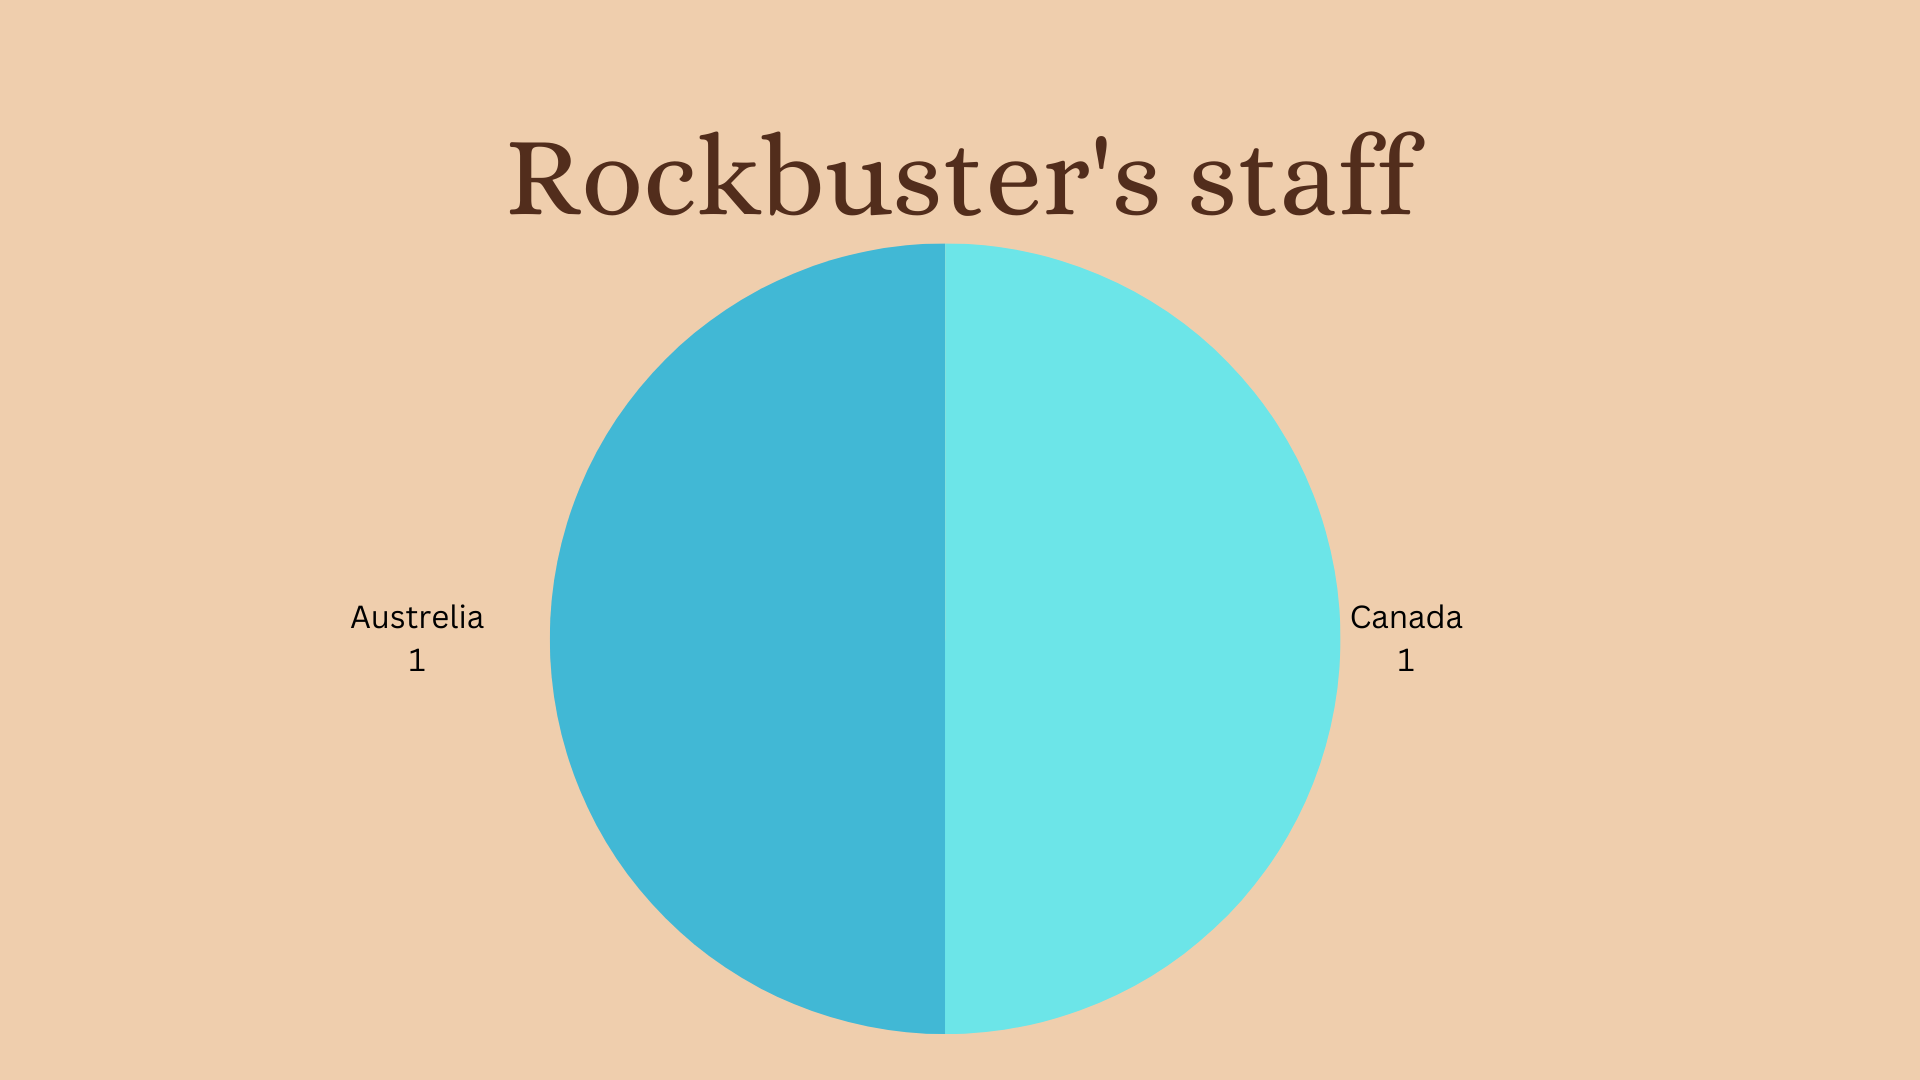 Rockbuster's staff
Austrelia
1
Canada
1